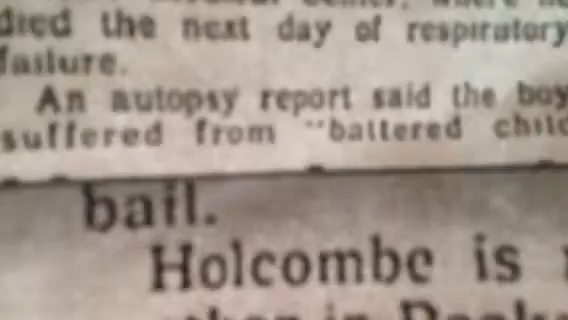 died the next day of respiratory
failure.
An autopsy report said the boy
suffered from "battered child
bail.
Holcombe is